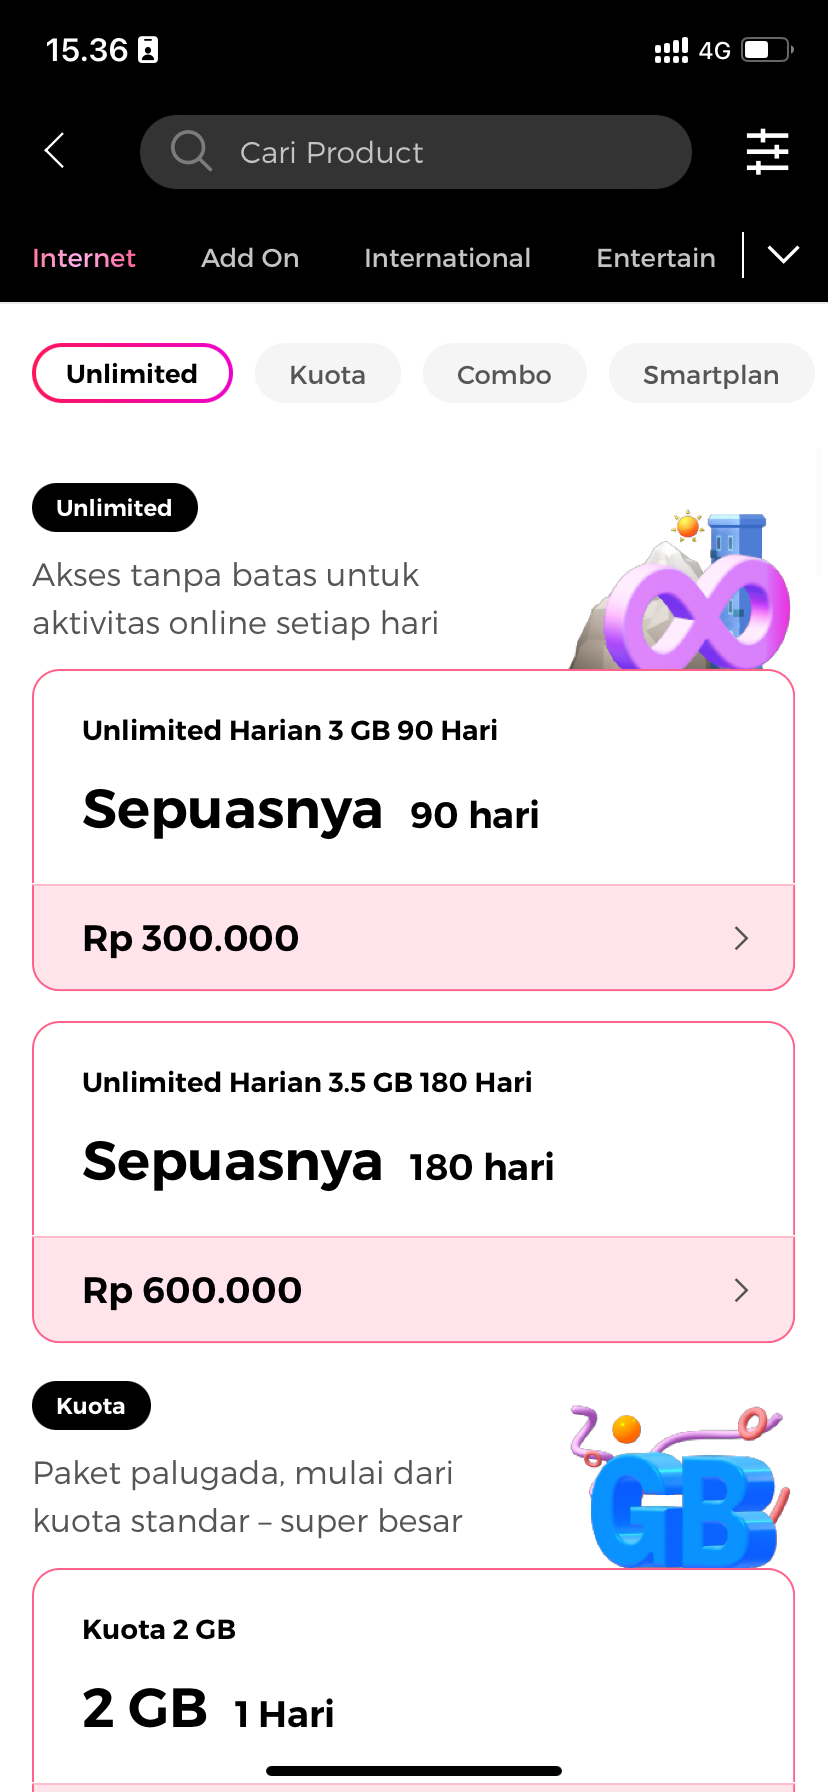 15.36
4G
Cari Product
Internet Add On International Entertain
Unlimited Kuota Combo Smartplan
Unlimited
Akses tanpa batas untuk
aktivitas online setiap hari
Unlimited Harian 3 GB 90 Hari
Sepuasnya 90 hari
Rp 300.000
Unlimited Harian 3.5 GB 180 Hari
Sepuasnya 180 hari
Rp 600.000
Kuota
Paket palugada, mulai dari
kuota standar – super besar
GB
Kuota 2 GB
2 GB 1 Hari